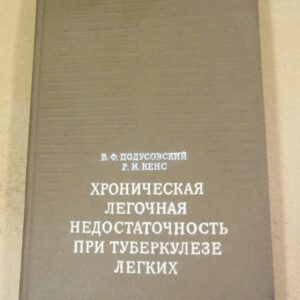 В. Ф. ПОДУСОВСКИЙ
Р. И. КЕНС
ХРОНИЧЕСКАЯ
ЛЕГОЧНАЯ
НЕДОСТАТОЧНОСТЬ
ПРИ ТУБЕРКУЛЕЗЕ
ЛЕГКИХ